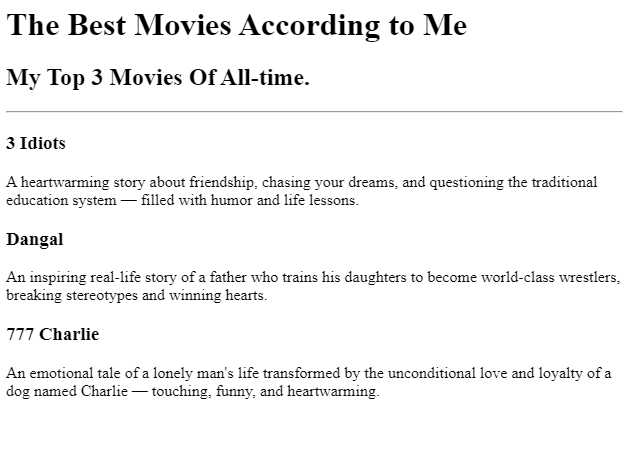 The Best Movies According to Me
My Top 3 Movies Of All-time.
3 Idiots
A heartwarming story about friendship, chasing your dreams, and questioning the traditional
education system — filled with humor and life lessons.
Dangal
An inspiring real-life story of a father who trains his daughters to become world-class wrestlers,
breaking stereotypes and winning hearts.
777 Charlie
An emotional tale of a lonely man's life transformed by the unconditional love and loyalty of a
dog named Charlie — touching, funny, and heartwarming.